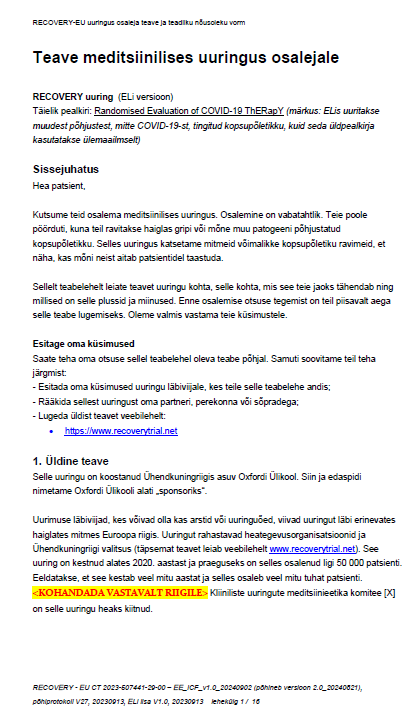 RECOVERY-EU uuringus osaleja teave ja teadliku nõusoleku vorm
Teave meditsiinilises uuringus osalejale
RECOVERY uuring (ELi versioon)
Täielik pealkiri: Randomised Evaluation of COVID-19 ThERapY (märkus: ELis uuritakse
muudest põhjustest, mitte COVID-19-st, tingitud kopsupõletikku, kuid seda üldpealkirja
kasutatakse ülemaailmselt)
Sissejuhatus
Hea patsient,
Kutsume teid osalema meditsiinilises uuringus. Osalemine on vabatahtlik. Teie poole
pöörduti, kuna teil ravitakse haiglas gripi või mõne muu patogeeni põhjustatud
kopsupõletikku. Selles uuringus katsetame mitmeid võimalikke kopsupõletiku ravimeid, et
näha, kas mõni neist aitab patsientidel taastuda.
Sellelt teabelehelt leiate teavet uuringu kohta, selle kohta, mis see teie jaoks tähendab ning
millised on selle plussid ja miinused. Enne osalemise otsuse tegemist on teil piisavalt aega
selle teabe lugemiseks. Oleme valmis vastama teie küsimustele.
Esitage oma küsimused
Saate teha oma otsuse sellel teabelehel oleva teabe põhjal. Samuti soovitame teil teha
järgmist:
- Esitada oma küsimused uuringu läbiviijale, kes teile selle teabelehe andis;
- Rääkida sellest uuringust oma partneri, perekonna või sõpradega;
- Lugeda üldist teavet veebilehelt:
• https://www.recoverytrial.net
1. Üldine teave
Selle uuringu on koostanud Ühendkuningriigis asuv Oxfordi Ülikool. Siin ja edaspidi
nimetame Oxfordi Ülikooli alati „sponsoriks“.
Uurimuse läbiviijad, kes võivad olla kas arstid või uuringuõed, viivad uuringut läbi erinevates
haiglates mitmes Euroopa riigis. Uuringut rahastavad heategevusorganisatsioonid ja
Ühendkuningriigi valitsus (täpsemat teavet leiab veebilehelt www.recoverytrial.net). See
uuring on kestnud alates 2020. aastast ja praeguseks on selles osalenud ligi 50 000 patsienti.
Eeldatakse, et see kestab veel mitu aastat ja selles osaleb veel mitu tuhat patsienti.
<KOHANDADA VASTAVALT RIIGILE> Kliiniliste uuringute meditsiinieetika komitee [X]
on selle uuringu heaks kiitnud.
RECOVERY - EU CT 2023-507441-29-00 – EE_ICF_v1.0_20240902 (põhineb versioon 2.0_20240621),
põhiprotokoll V27, 20230913, ELi lisa V1.0, 20230913 lehekülg 1 / 16